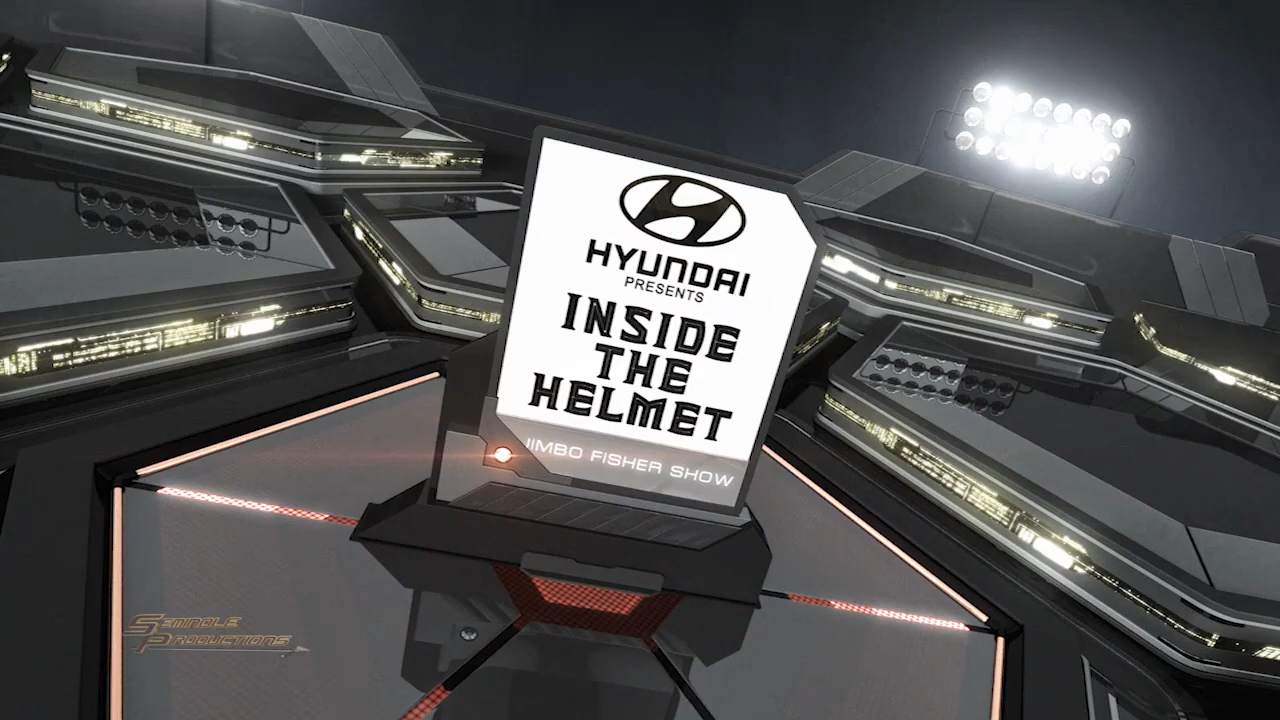 HYUNDAI
PRESENTS
INSIDE
THE
HELMET
JIMBO FISHER SHOW
SEMINOLE
PRODUCTIONS